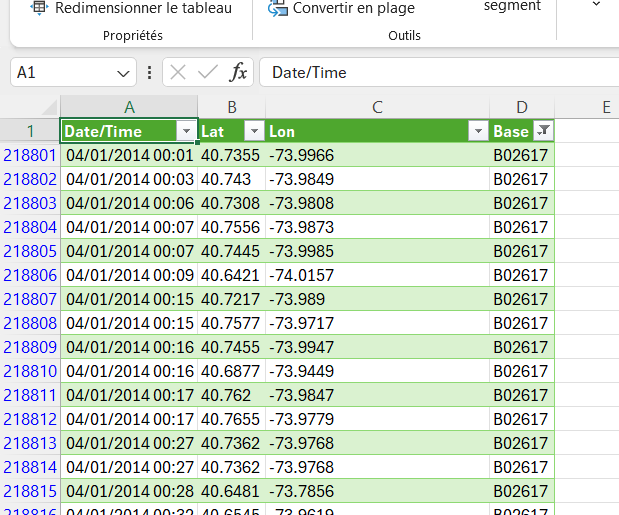 Redimensionner le tableau Convertir en plage segment
Propriétés Outils
A1 fx Date/Time
A B C D E
1 Date/Time Lat Lon Base
218801 04/01/2014 00:01 40.7355 -73.9966 B02617
218802 04/01/2014 00:03 40.743 -73.9849 B02617
218803 04/01/2014 00:06 40.7308 -73.9808 B02617
218804 04/01/2014 00:07 40.7556 -73.9873 B02617
218805 04/01/2014 00:07 40.7445 -73.9985 B02617
218806 04/01/2014 00:09 40.6421 -74.0157 B02617
218807 04/01/2014 00:15 40.7217 -73.989 B02617
218808 04/01/2014 00:15 40.7577 -73.9717 B02617
218809 04/01/2014 00:16 40.7455 -73.9947 B02617
218810 04/01/2014 00:16 40.6877 -73.9449 B02617
218811 04/01/2014 00:17 40.762 -73.9847 B02617
218812 04/01/2014 00:17 40.7655 -73.9779 B02617
218813 04/01/2014 00:27 40.7362 -73.9768 B02617
218814 04/01/2014 00:27 40.7362 -73.9768 B02617
218815 04/01/2014 00:28 40.6481 -73.7856 B02617
218816 04/01/2014 00:32 40.6545 -73.9619 B02617